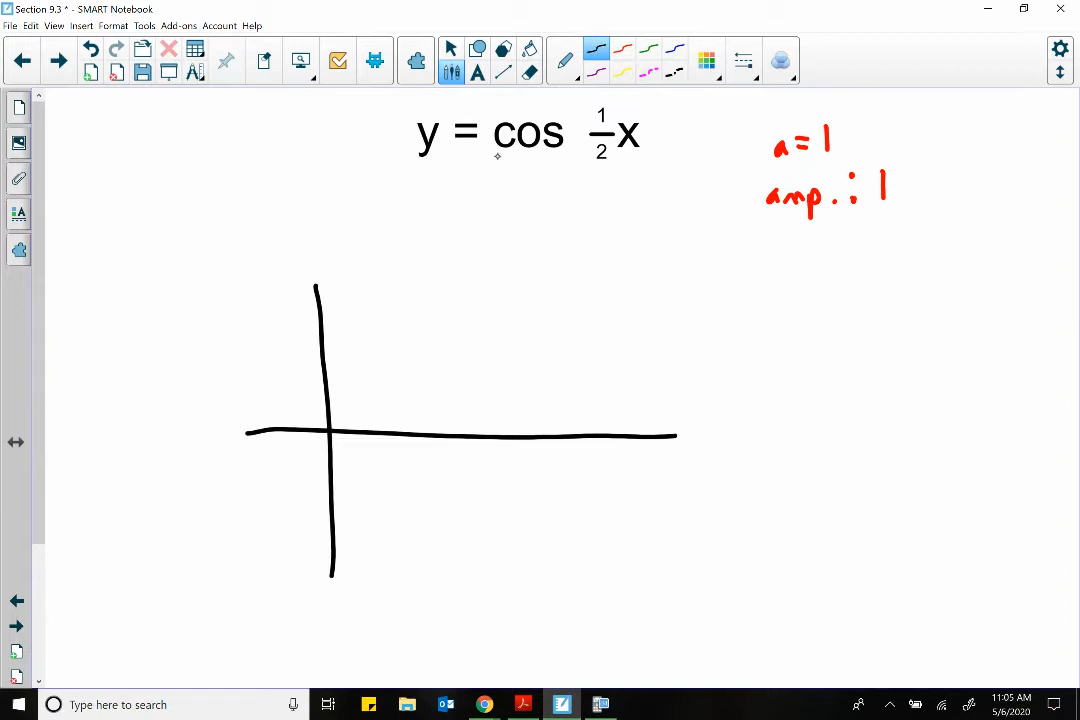 Section 9.3 * - SMART Notebook
File Edit View Insert Format Tools Add-ons Account Help
y = cos 1/2 x
a = 1
amp. : 1
Type here to search
11:05 AM
5/6/2020